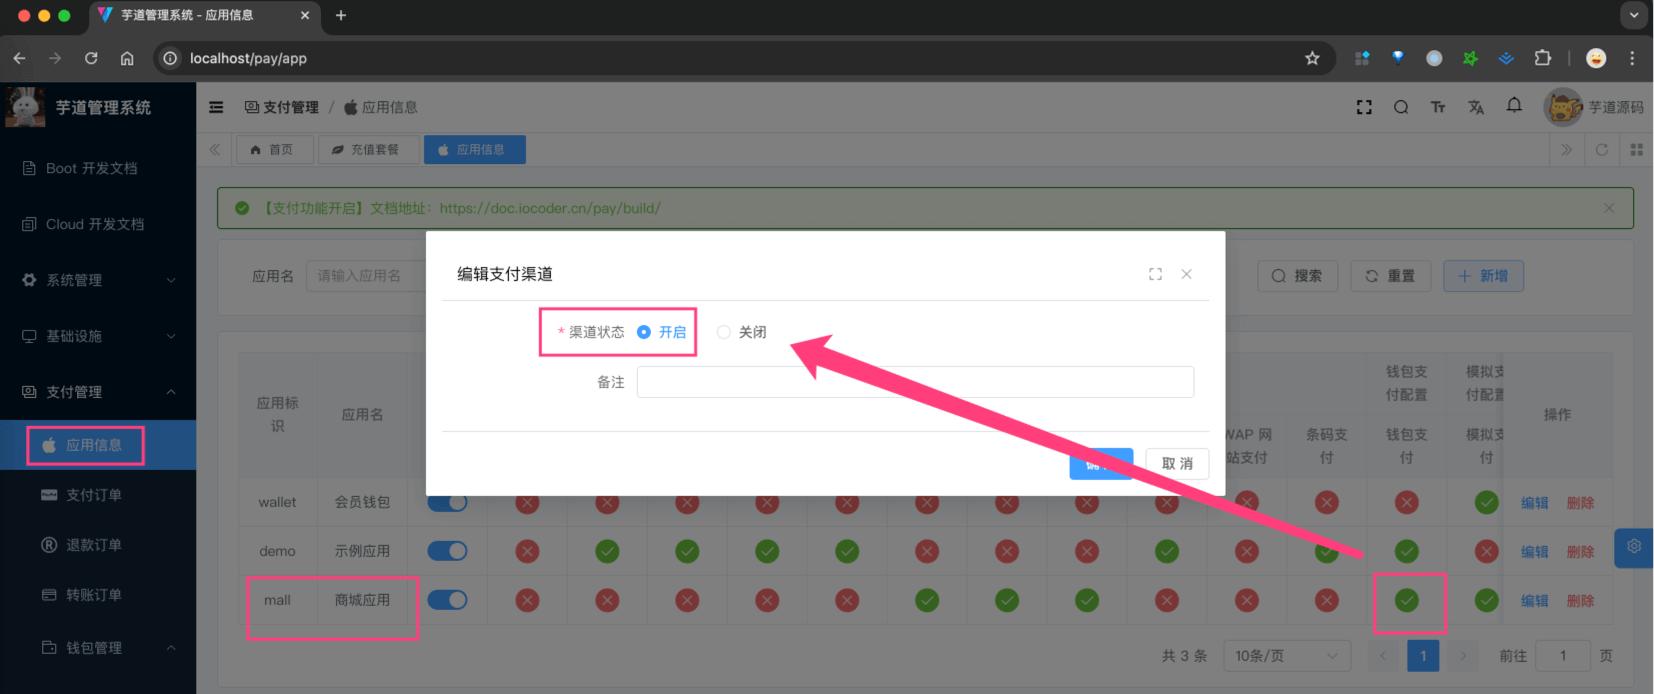 芋道管理系统 - 应用信息
localhost/pay/app
芋道管理系统
支付管理 / 应用信息
芋道源码
首页
充值套餐
应用信息
Boot 开发文档
Cloud 开发文档
系统管理
基础设施
支付管理
应用信息
支付订单
退款订单
转账订单
钱包管理
【支付功能开启】文档地址：https://doc.iocoder.cn/pay/build/
应用名 请输入应用名
搜索
重置
新增
编辑支付渠道
* 渠道状态 开启 关闭
备注
取 消
应用标
识
应用名
钱包支
付配置
模拟支
付配置
操作
WAP 网
站支付
条码支
付
钱包支
付
模拟支
付
wallet 会员钱包 编辑 删除
demo 示例应用 编辑 删除
mall 商城应用 编辑 删除
共 3 条 10条/页 1 前往 1 页